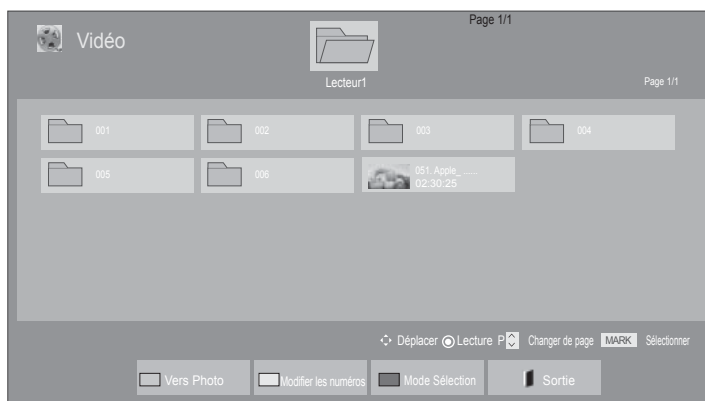 Page 1/1
Vidéo
Lecteur1
Page 1/1
001
002
003
004
005
006
051. Apple_ ......
02:30:25
Déplacer Lecture P Changer de page MARK Sélectionner
Vers Photo
Modifier les numéros
Mode Sélection
Sortie